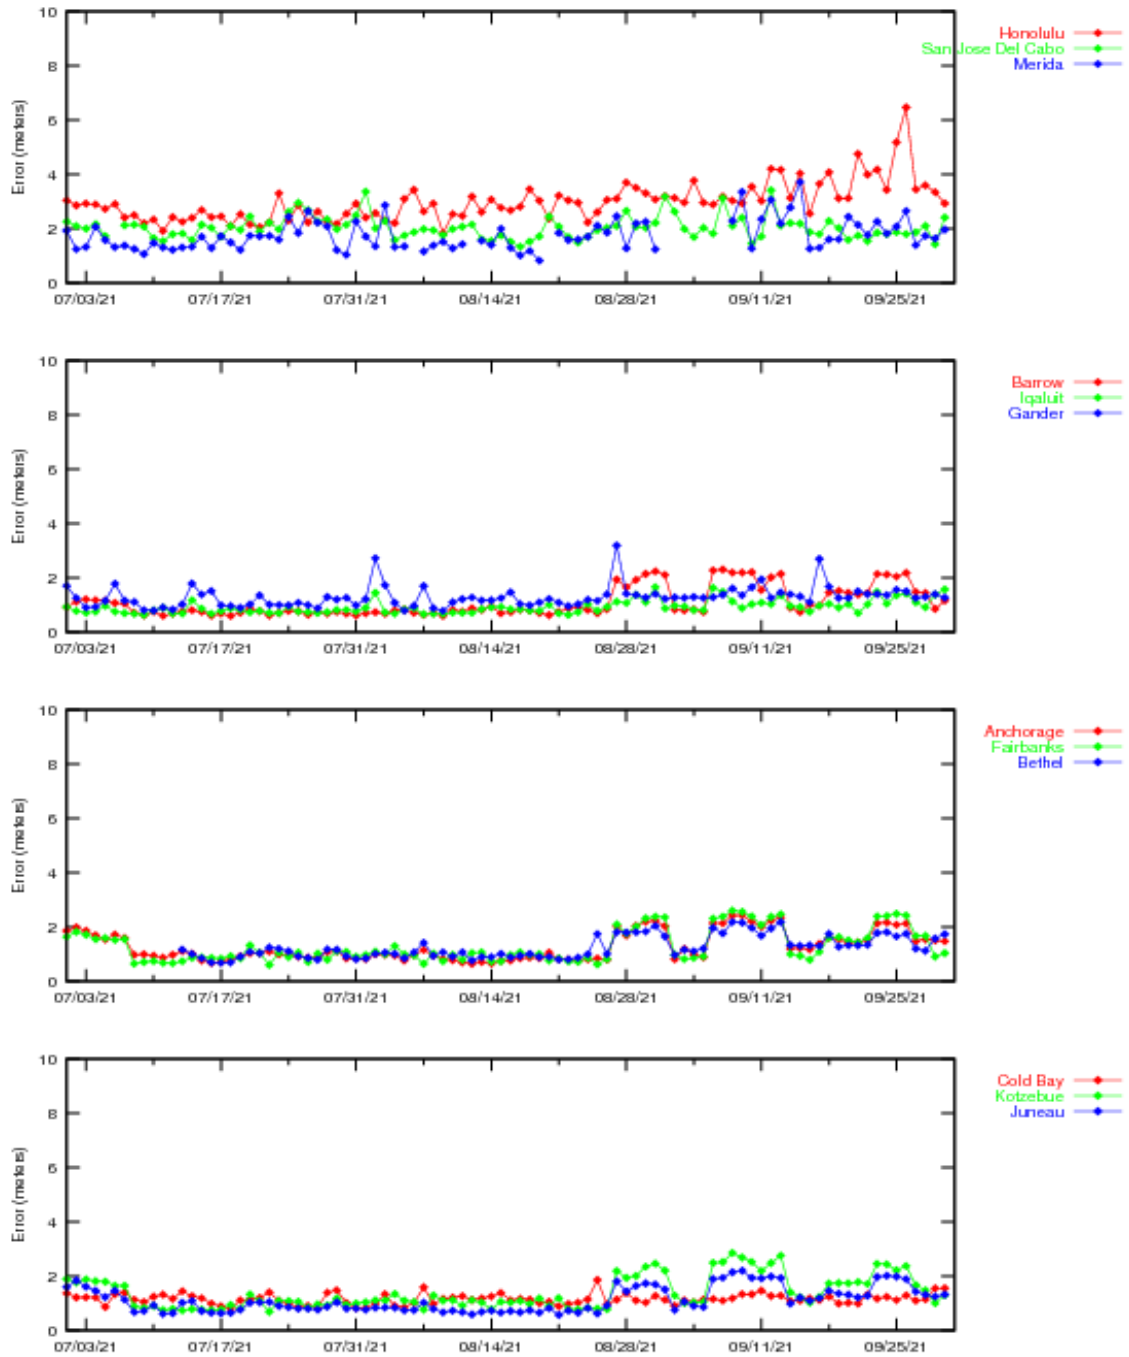 10
8
6
4
2
0
Error (meters)
07/03/21 07/17/21 07/31/21 08/14/21 08/28/21 09/11/21 09/25/21
Honolulu
San Jose Del Cabo
Merida
10
8
6
4
2
0
Error (meters)
07/03/21 07/17/21 07/31/21 08/14/21 08/28/21 09/11/21 09/25/21
Barrow
Iqaluit
Gander
10
8
6
4
2
0
Error (meters)
07/03/21 07/17/21 07/31/21 08/14/21 08/28/21 09/11/21 09/25/21
Anchorage
Fairbanks
Bethel
10
8
6
4
2
0
Error (meters)
07/03/21 07/17/21 07/31/21 08/14/21 08/28/21 09/11/21 09/25/21
Cold Bay
Kotzebue
Juneau